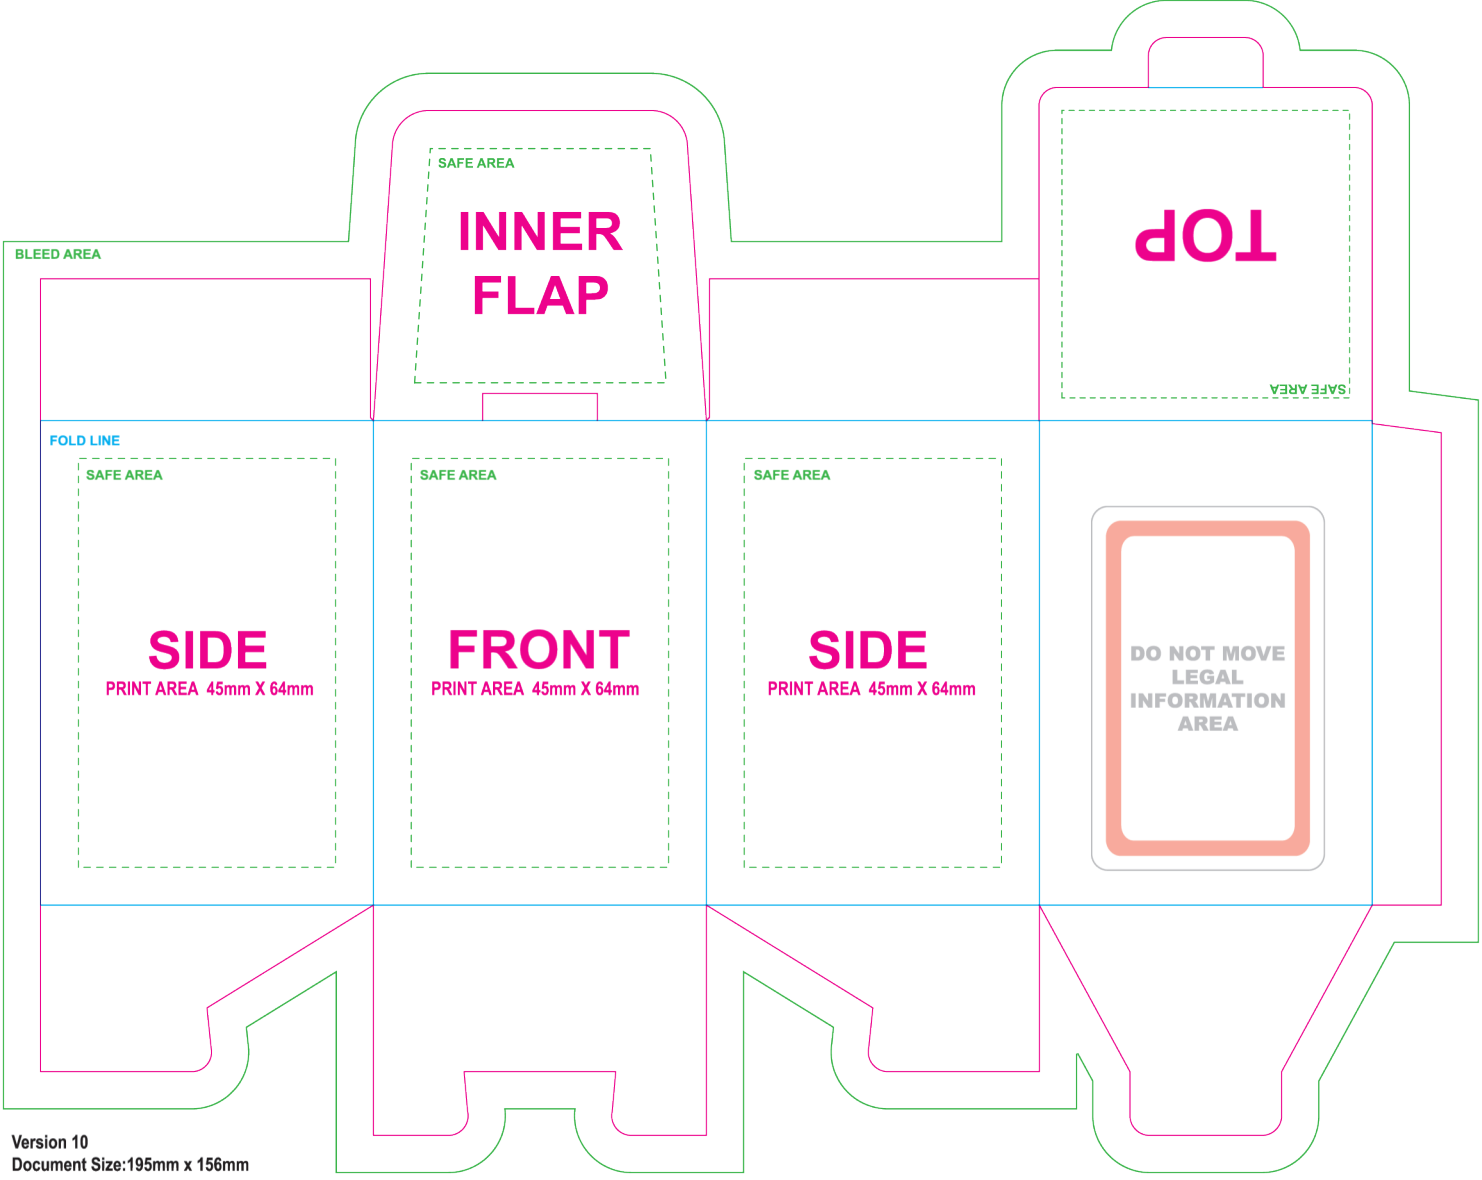 SAFE AREA
INNER
FLAP
TOP
SAFE AREA
BLEED AREA
FOLD LINE
SAFE AREA
SIDE
PRINT AREA 45mm X 64mm
SAFE AREA
FRONT
PRINT AREA 45mm X 64mm
SAFE AREA
SIDE
PRINT AREA 45mm X 64mm
DO NOT MOVE
LEGAL
INFORMATION
AREA
Version 10
Document Size:195mm x 156mm